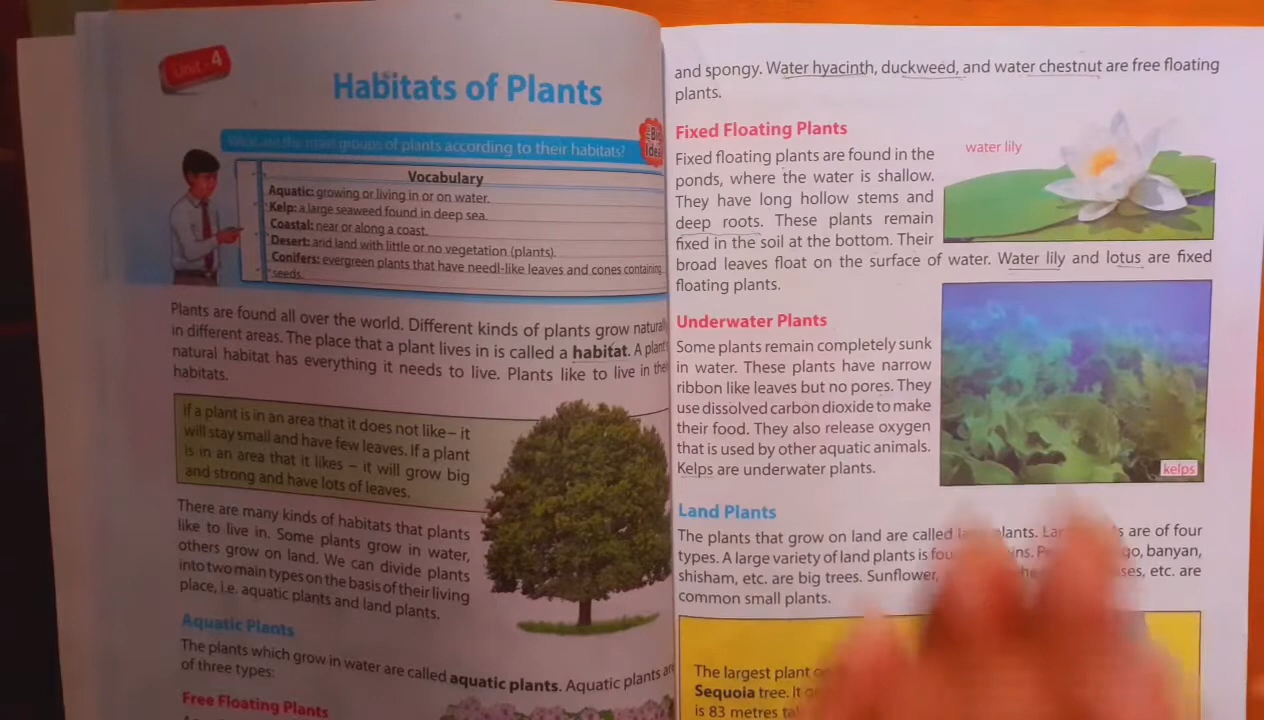 Unit - 4
Habitats of Plants
What are the main groups of plants according to their habitats?
Big
Idea
Vocabulary
Aquatic: growing or living in or on water.
Kelp: a large seaweed found in deep sea.
Coastal: near or along a coast.
Desert: arid land with little or no vegetation (plants).
Conifers: evergreen plants that have needl-like leaves and cones containing
seeds.
Plants are found all over the world. Different kinds of plants grow
in different areas. The place that a plant lives in is called a habitat. A
natural habitat has everything it needs to live. Plants like to live in
habitats.
If a plant is in an area that it does not like – it
will stay small and have few leaves. If a plant
is in an area that it likes – it will grow big
and strong and have lots of leaves.
There are many kinds of habitats that plants
like to live in. Some plants grow in water,
others grow on land. We can divide plants
into two main types on the basis of their living
place, i.e. aquatic plants and land plants.
Aquatic Plants
The plants which grow in water are called aquatic plants. Aquatic plants
of three types:
Free Floating Plants
and spongy. Water hyacinth, duckweed, and water chestnut are free floating
plants.
Fixed Floating Plants
water lily
Fixed floating plants are found in the
ponds, where the water is shallow.
They have long hollow stems and
deep roots. These plants remain
fixed in the soil at the bottom. Their
broad leaves float on the surface of water. Water lily and lotus are fixed
floating plants.
Underwater Plants
Some plants remain completely sunk
in water. These plants have narrow
ribbon like leaves but no pores. They
use dissolved carbon dioxide to make
their food. They also release oxygen
that is used by other aquatic animals.
Kelps are underwater plants.
kelps
Land Plants
The plants that grow on land are called plants. are of four
types. A large variety of land plants is banyan,
shisham, etc. are big trees. Sunflower, etc. are
common small plants.
The largest plant
Sequoia tree. It
is 83 metres